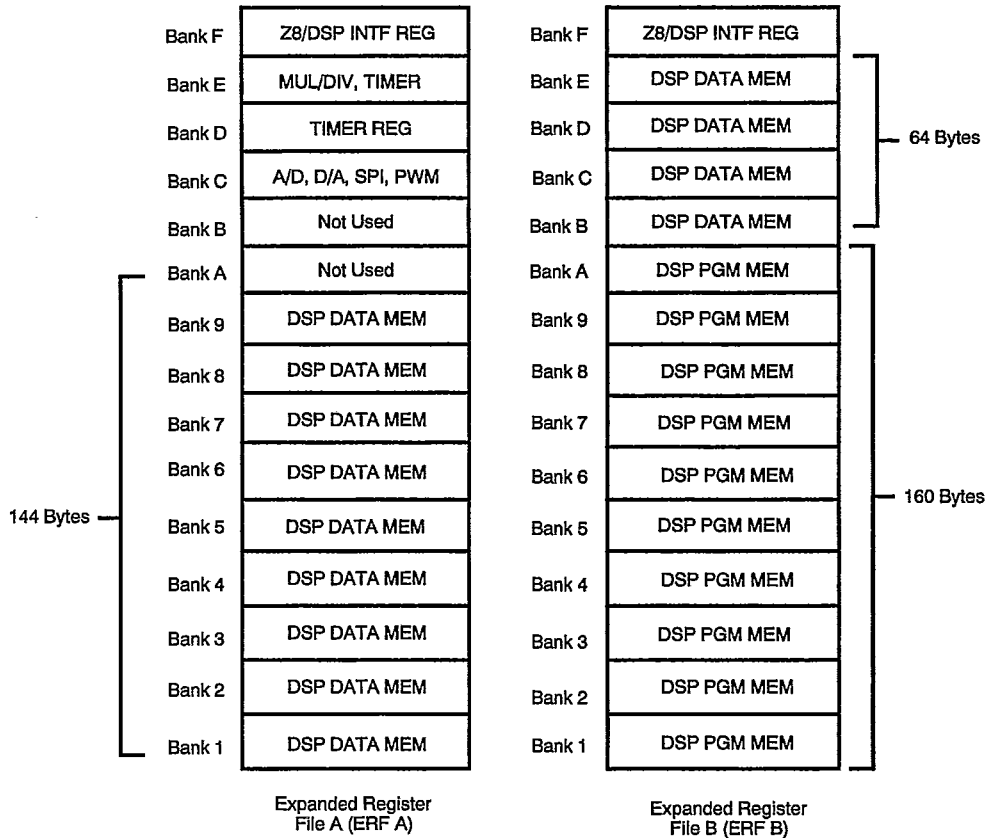 Bank F
Z8/DSP INTF REG
Bank E
MUL/DIV, TIMER
Bank D
TIMER REG
Bank C
A/D, D/A, SPI, PWM
Bank B
Not Used
Bank A
Not Used
Bank 9
DSP DATA MEM
Bank 8
DSP DATA MEM
Bank 7
DSP DATA MEM
Bank 6
DSP DATA MEM
Bank 5
DSP DATA MEM
Bank 4
DSP DATA MEM
Bank 3
DSP DATA MEM
Bank 2
DSP DATA MEM
Bank 1
DSP DATA MEM
144 Bytes
Expanded Register
File A (ERF A)
Bank F
Z8/DSP INTF REG
Bank E
DSP DATA MEM
Bank D
DSP DATA MEM
Bank C
DSP DATA MEM
Bank B
DSP DATA MEM
Bank A
DSP PGM MEM
Bank 9
DSP PGM MEM
Bank 8
DSP PGM MEM
Bank 7
DSP PGM MEM
Bank 6
DSP PGM MEM
Bank 5
DSP PGM MEM
Bank 4
DSP PGM MEM
Bank 3
DSP PGM MEM
Bank 2
DSP PGM MEM
Bank 1
DSP PGM MEM
64 Bytes
160 Bytes
Expanded Register
File B (ERF B)